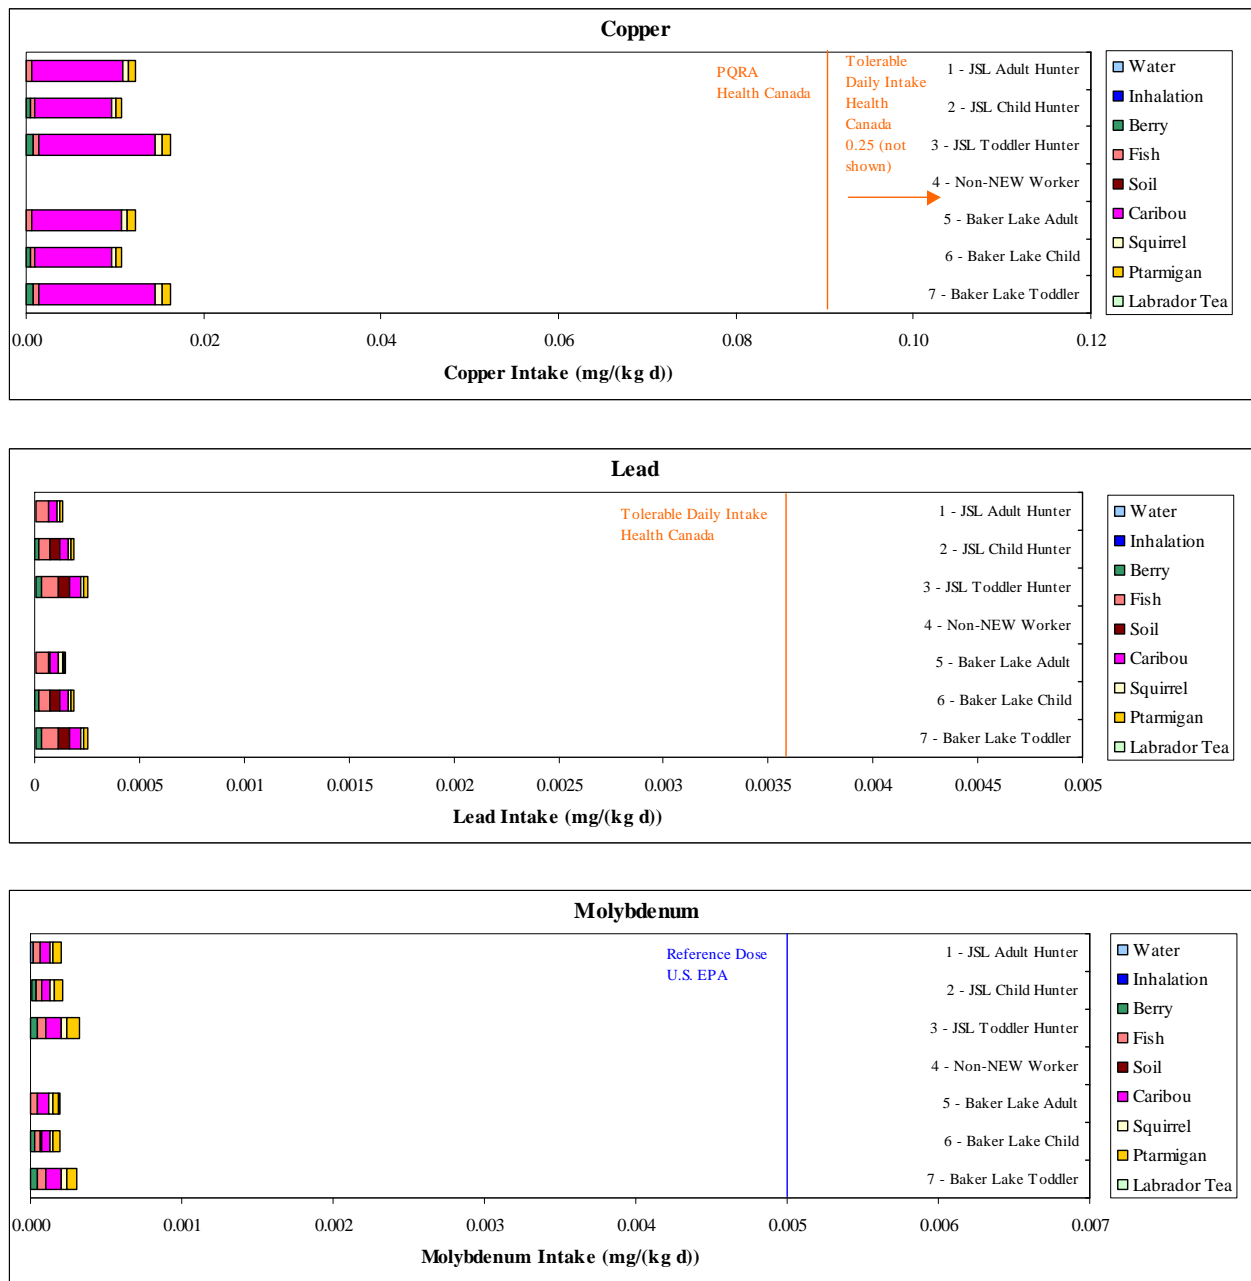 Copper
PQRA
Health Canada
Tolerable
Daily Intake
Health
Canada
0.25 (not
shown)
1 - JSL Adult Hunter
2 - JSL Child Hunter
3 - JSL Toddler Hunter
4 - Non-NEW Worker
5 - Baker Lake Adult
6 - Baker Lake Child
7 - Baker Lake Toddler
Water
Inhalation
Berry
Fish
Soil
Caribou
Squirrel
Ptarmigan
Labrador Tea
0.00 0.02 0.04 0.06 0.08 0.10 0.12
Copper Intake (mg/(kg d))
Lead
Tolerable Daily Intake
Health Canada
1 - JSL Adult Hunter
2 - JSL Child Hunter
3 - JSL Toddler Hunter
4 - Non-NEW Worker
5 - Baker Lake Adult
6 - Baker Lake Child
7 - Baker Lake Toddler
Water
Inhalation
Berry
Fish
Soil
Caribou
Squirrel
Ptarmigan
Labrador Tea
0 0.0005 0.001 0.0015 0.002 0.0025 0.003 0.0035 0.004 0.0045 0.005
Lead Intake (mg/(kg d))
Molybdenum
Reference Dose
U.S. EPA
1 - JSL Adult Hunter
2 - JSL Child Hunter
3 - JSL Toddler Hunter
4 - Non-NEW Worker
5 - Baker Lake Adult
6 - Baker Lake Child
7 - Baker Lake Toddler
Water
Inhalation
Berry
Fish
Soil
Caribou
Squirrel
Ptarmigan
Labrador Tea
0.000 0.001 0.002 0.003 0.004 0.005 0.006 0.007
Molybdenum Intake (mg/(kg d))